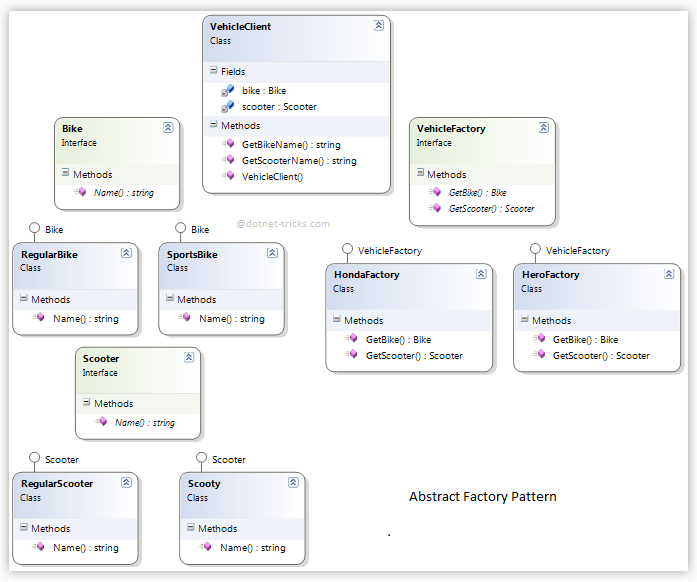 VehicleClient
Class
Fields
bike : Bike
scooter : Scooter
Methods
GetBikeName() : string
GetScooterName() : string
VehicleClient()
Bike
Interface
Methods
Name() : string
VehicleFactory
Interface
Methods
GetBike() : Bike
GetScooter() : Scooter
@dotnet-tricks.com
Bike
RegularBike
Class
Methods
Name() : string
Bike
SportsBike
Class
Methods
Name() : string
VehicleFactory
HondaFactory
Class
Methods
GetBike() : Bike
GetScooter() : Scooter
VehicleFactory
HeroFactory
Class
Methods
GetBike() : Bike
GetScooter() : Scooter
Scooter
Interface
Methods
Name() : string
Scooter
RegularScooter
Class
Methods
Name() : string
Scooter
Scooty
Class
Methods
Name() : string
Abstract Factory Pattern
.